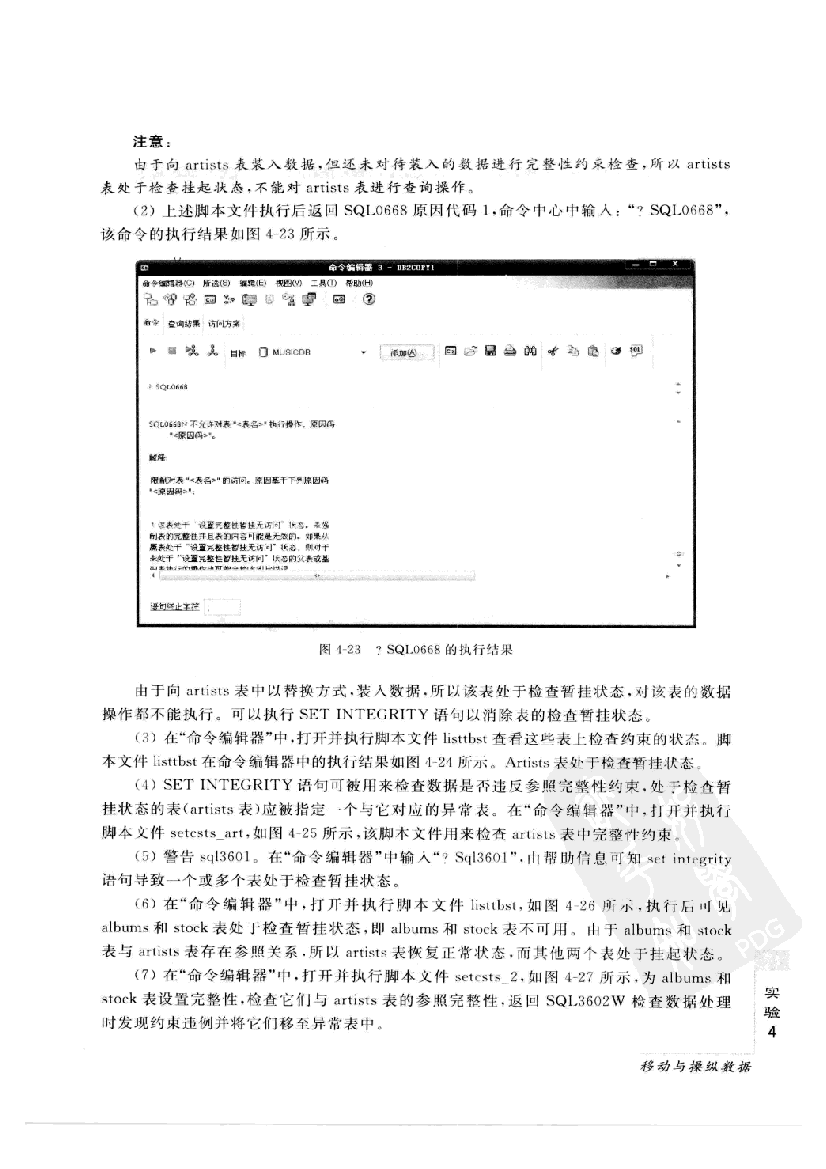 注意：
由于向 artists 表装入数据，但还未对待装入的数据进行完整性约束检查，所以 artists
表处于检查挂起状态，不能对 artists 表进行查询操作。
(2) 上述脚本文件执行后返回 SQL0668 原因代码 1，命令中心中输入：“? SQL0668”，
该命令的执行结果如图 4-23 所示。
命令编辑器 3 - DB2COPY1
命令编辑器(C) 所选(S) 编辑(E) 视图(V) 工具(T) 帮助(H)
命令 查询结果 访问方案
目标 MUSICDB 添加(A)
? SQL0668
SQL0668N 不允许对表"<表名>"执行操作，原因码
"<原因码>"。
解释:
限制对表"<表名>"的访问。原因基于下列原因码
"<原因码>":
1 该表处于“设置完整性暂挂无访问”状态。未强
制表的完整性并且表的内容可能是无效的。如果从
属表处于“设置完整性暂挂无访问”状态，则对于
未处于“设置完整性暂挂无访问”状态的父表或基
语句终止字符
图 4-23 ? SQL0668 的执行结果
由于向 artists 表中以替换方式，装入数据，所以该表处于检查暂挂状态，对该表的数据
操作都不能执行。可以执行 SET INTEGRITY 语句以消除表的检查暂挂状态。
(3) 在“命令编辑器”中，打开并执行脚本文件 listtbst 查看这些表上检查约束的状态。脚
本文件 listtbst 在命令编辑器中的执行结果如图 4-24 所示。Artists 表处于检查暂挂状态。
(4) SET INTEGRITY 语句可被用来检查数据是否违反参照完整性约束，处于检查暂
挂状态的表(artists 表)应被指定一个与它对应的异常表。在“命令编辑器”中，打开并执行
脚本文件 setcsts_art，如图 4-25 所示，该脚本文件用来检查 artists 表中完整性约束。
(5) 警告 sql3601。在“命令编辑器”中输入“? Sql3601”，由帮助信息可知 set integrity
语句导致一个或多个表处于检查暂挂状态。
(6) 在“命令编辑器”中，打开并执行脚本文件 listtbst，如图 4-26 所示，执行后可见
albums 和 stock 表处于检查暂挂状态，即 albums 和 stock 表不可用。由于 albums 和 stock
表与 artists 表存在参照关系，所以 artists 表恢复正常状态，而其他两个表处于挂起状态。
(7) 在“命令编辑器”中，打开并执行脚本文件 setcsts_2，如图 4-27 所示，为 albums 和
stock 表设置完整性，检查它们与 artists 表的参照完整性，返回 SQL3602W 检查数据处理
时发现约束违例并将它们移至异常表中。
PDG
实验4
移动与操纵数据